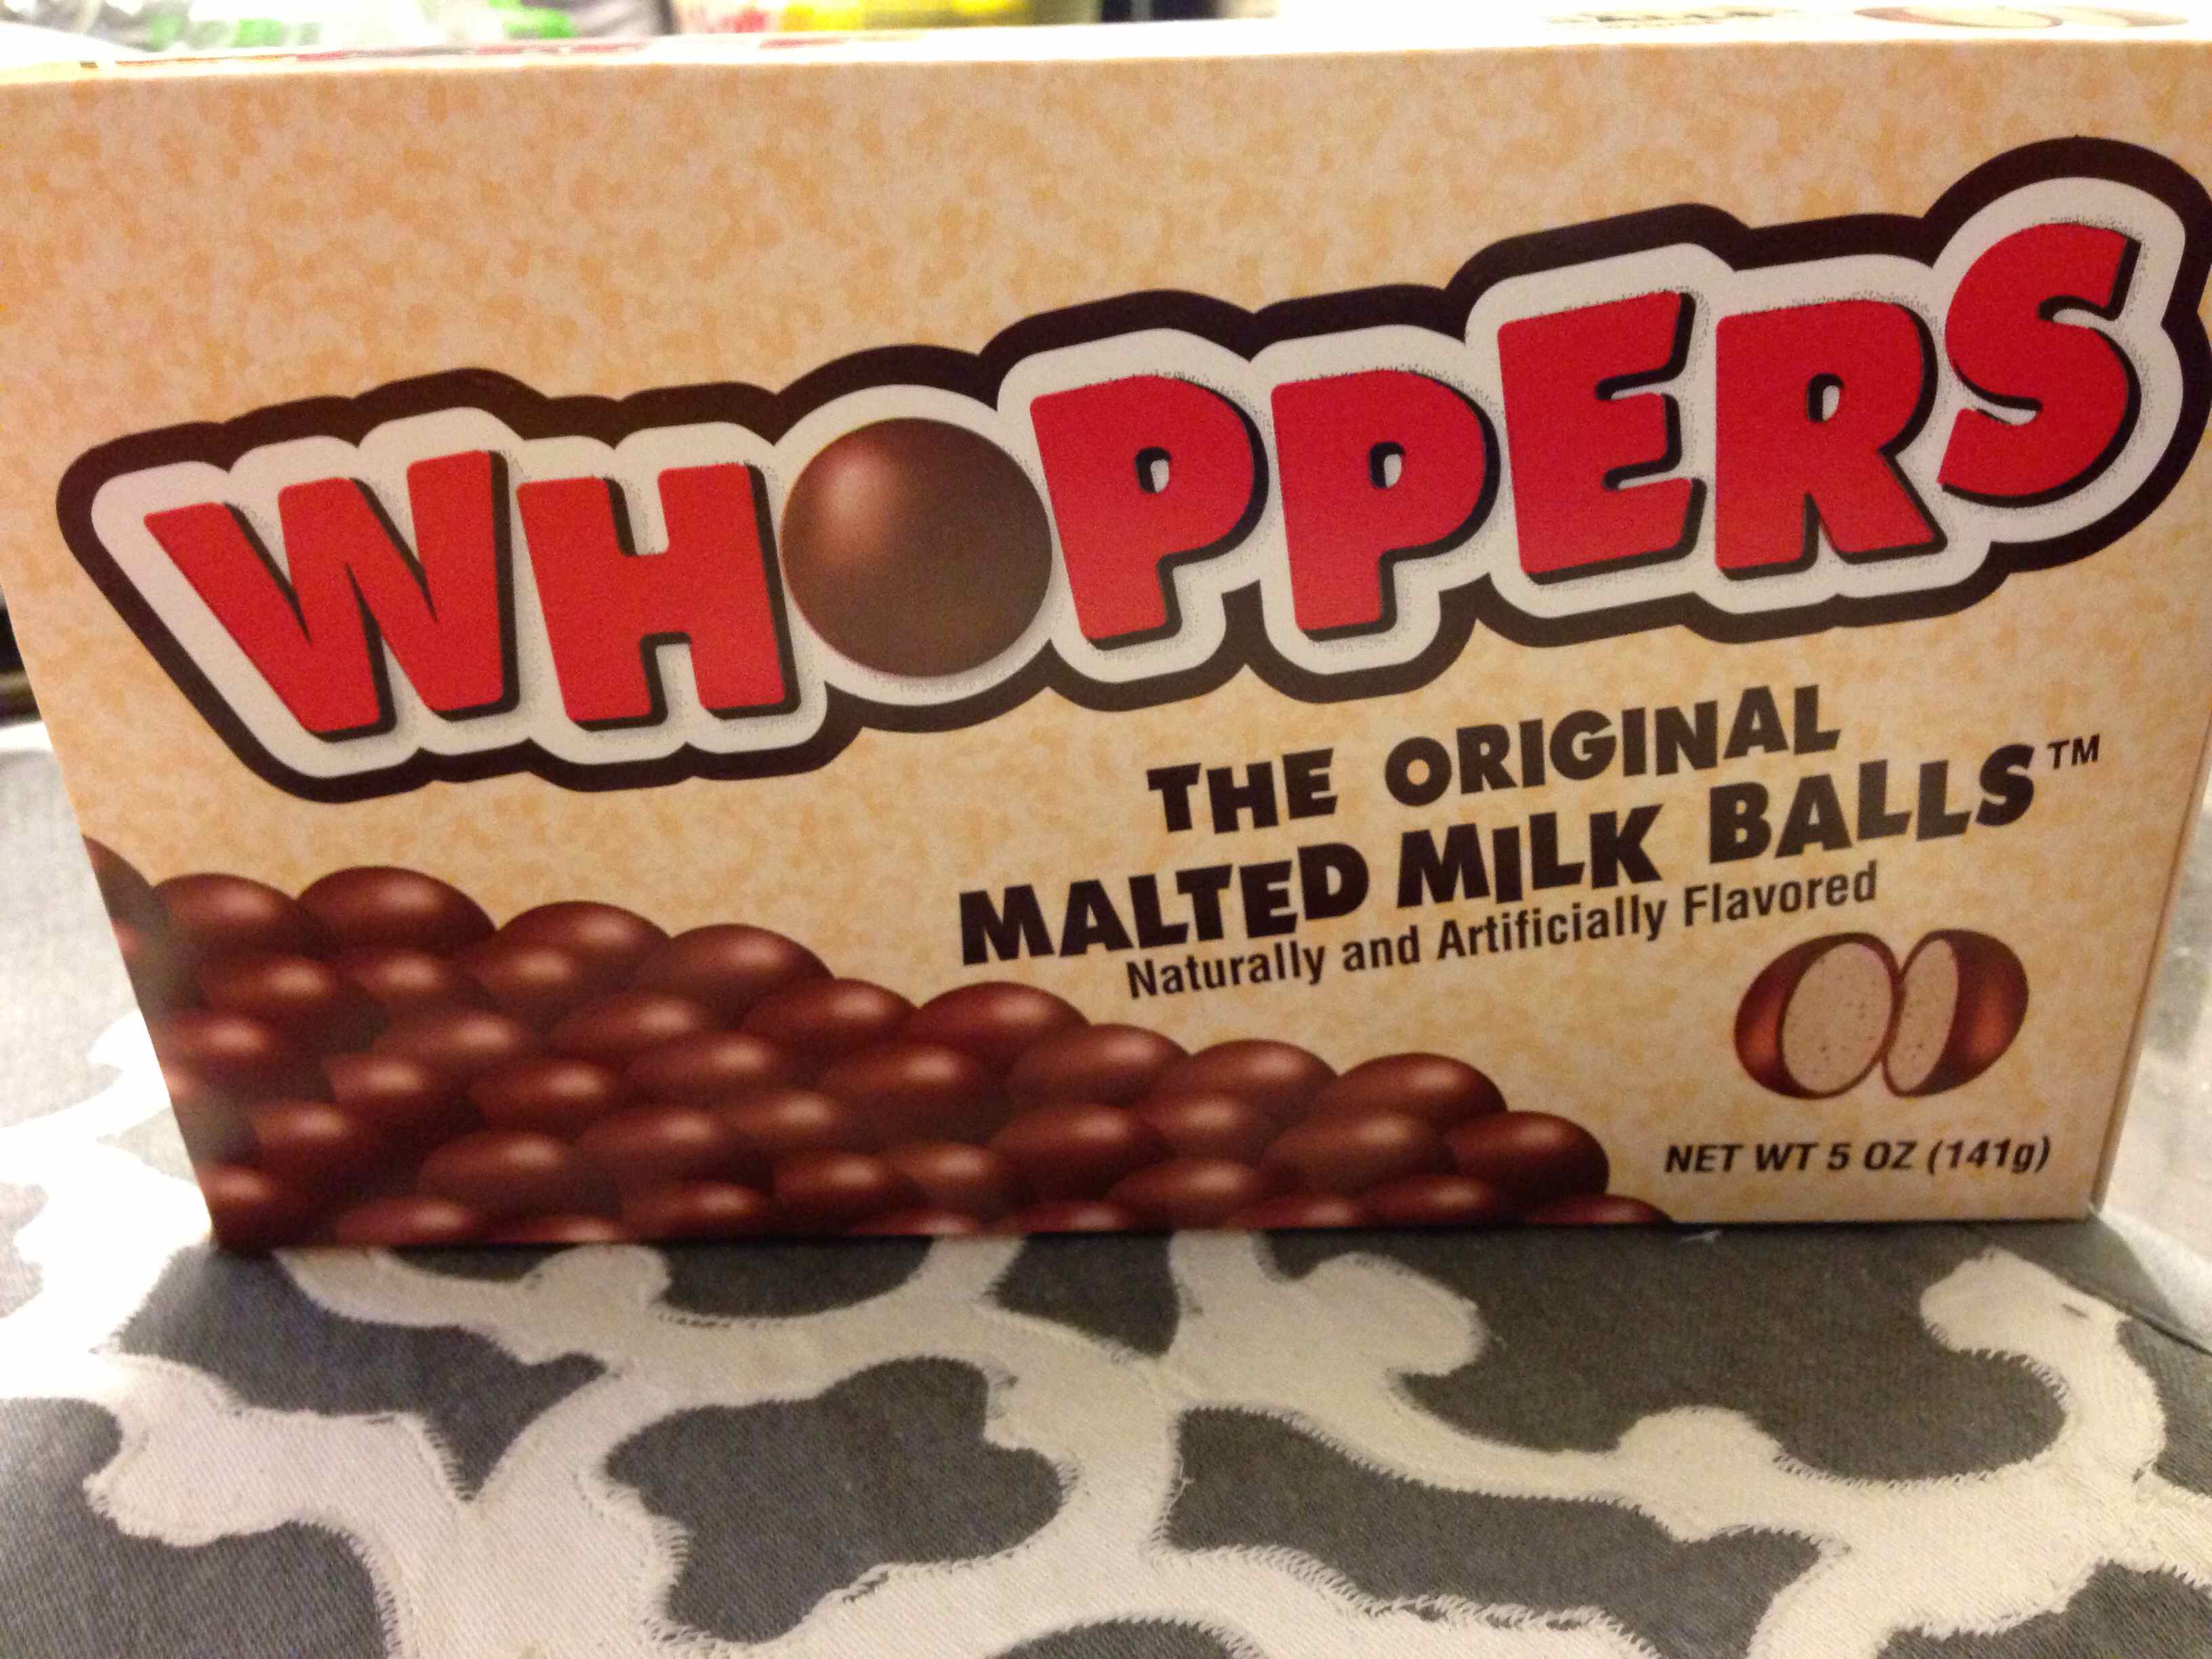 WHOPPERS
THE ORIGINAL
MALTED MILK BALLS™
Naturally and Artificially Flavored
NET WT 5 OZ (141g)